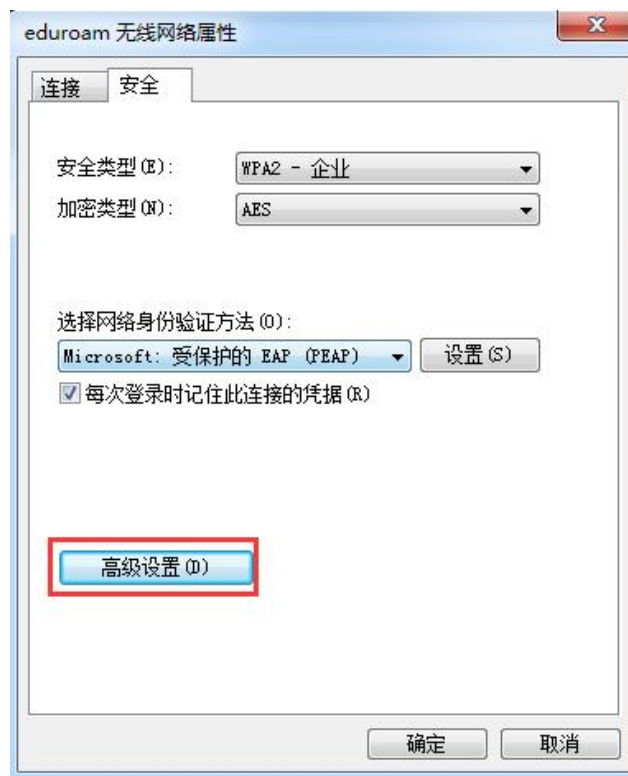 eduroam 无线网络属性
连接 安全
安全类型(E): WPA2 - 企业
加密类型(N): AES
选择网络身份验证方法(O):
Microsoft: 受保护的 EAP (PEAP) 设置(S)
每次登录时记住此连接的凭据(R)
高级设置(D)
确定 取消